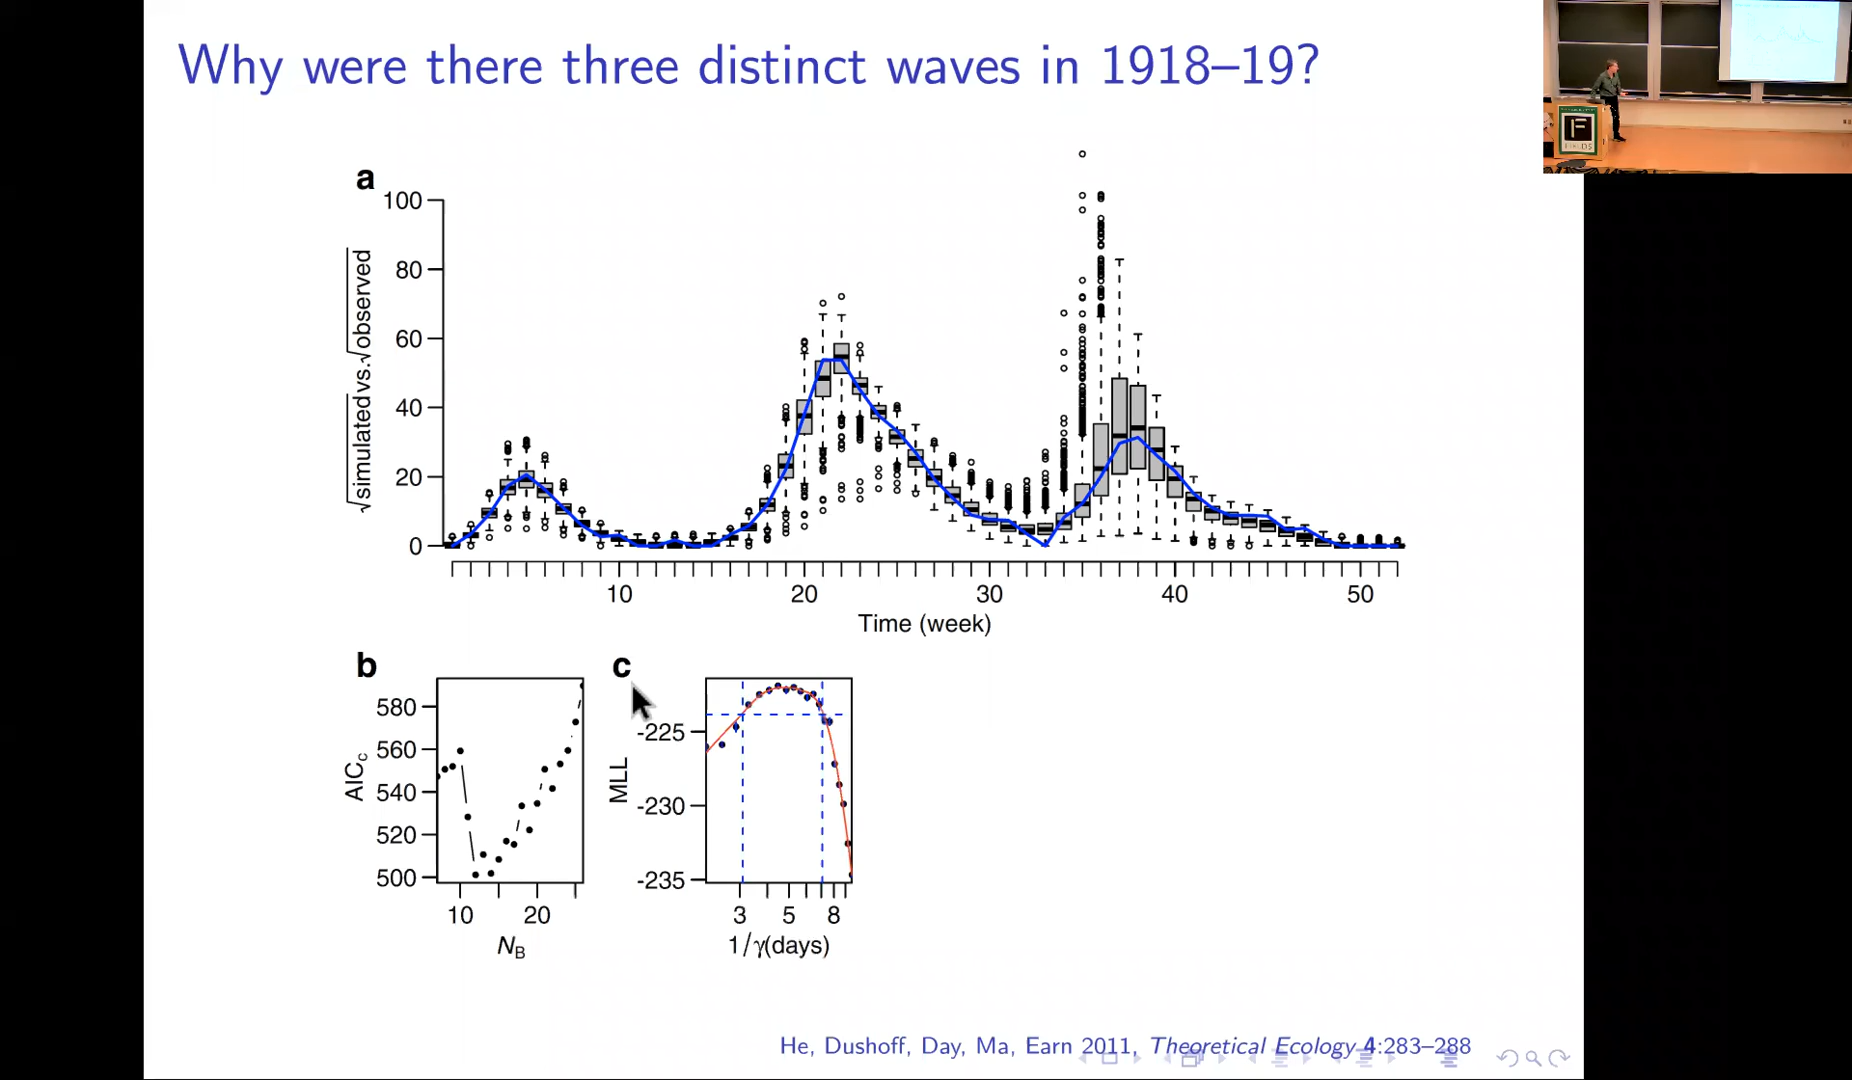 Why were there three distinct waves in 1918–19?
a
√simulated vs. √observed
100
80
60
40
20
0
10
20
30
40
50
Time (week)
b
AICc
580
560
540
520
500
10
20
NB
c
MLL
-225
-230
-235
3
5
8
1/γ(days)
He, Dushoff, Day, Ma, Earn 2011, Theoretical Ecology 4:283–288
F
FIELDS